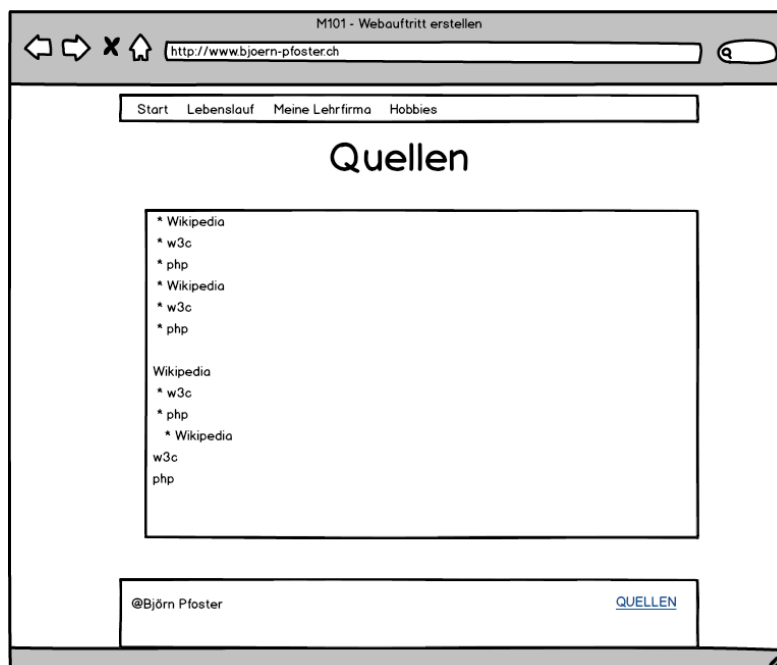 M101 - Webauftritt erstellen
http://www.bjoern-pfoster.ch
Start Lebenslauf Meine Lehrfirma Hobbies
Quellen
* Wikipedia
* w3c
* php
* Wikipedia
* w3c
* php
Wikipedia
* w3c
* php
* Wikipedia
w3c
php
@Björn Pfoster QUELLEN